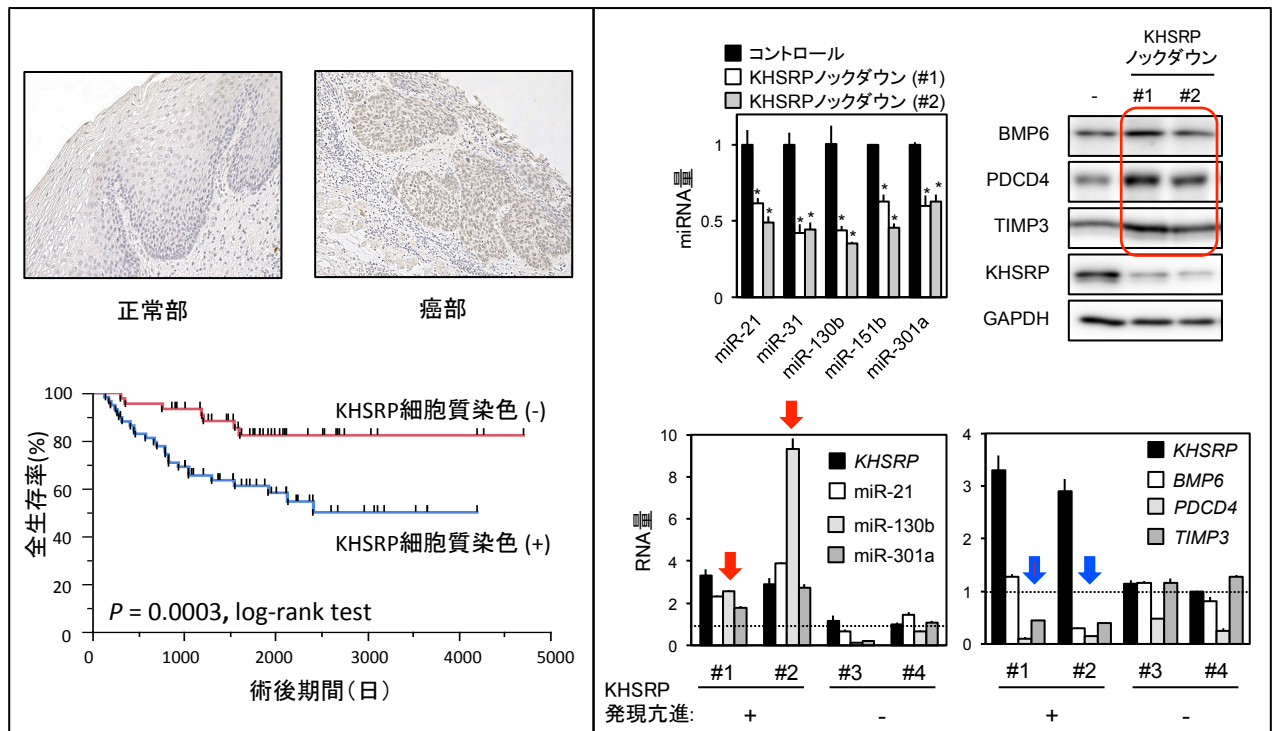 正常部
癌部
100
80
60
40
20
0
全生存率(%)
KHSRP細胞質染色 (-)
KHSRP細胞質染色 (+)
P = 0.0003, log-rank test
0 1000 2000 3000 4000 5000
術後期間(日)
コントロール
KHSRPノックダウン (#1)
KHSRPノックダウン (#2)
1
0.5
0
miRNA量
* * * * * * * * * *
miR-21 miR-31 miR-130b miR-151b miR-301a
KHSRP
ノックダウン
- #1 #2
BMP6
PDCD4
TIMP3
KHSRP
GAPDH
10
8
6
4
2
0
RNA量
KHSRP
miR-21
miR-130b
miR-301a
#1 #2 #3 #4
4
3
2
1
0
KHSRP
BMP6
PDCD4
TIMP3
#1 #2 #3 #4
KHSRP
発現亢進: + - + -